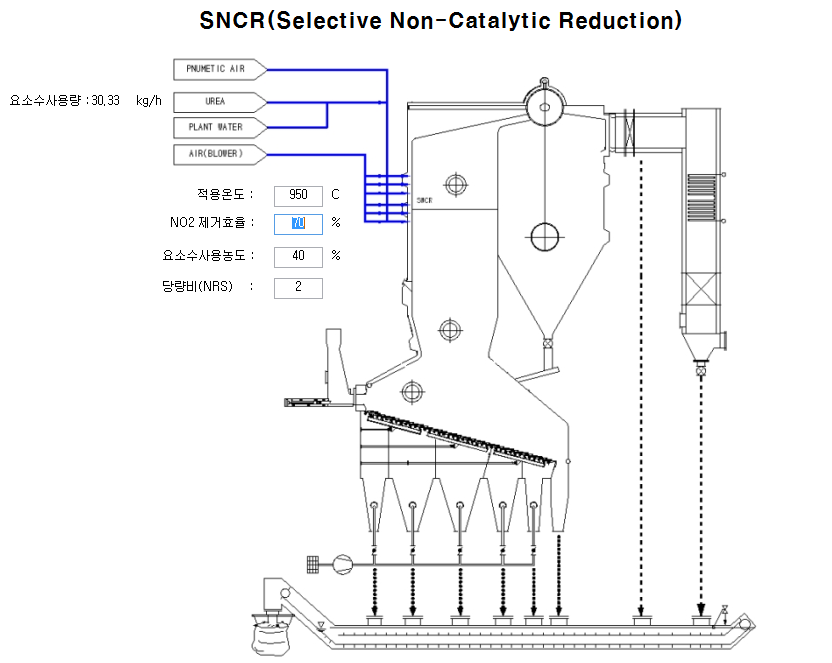 SNCR(Selective Non-Catalytic Reduction)
PNUMETIC AIR
요소수사용량 :30,33 kg/h
UREA
PLANT WATER
AIR(BLOWER)
적용온도 : 950 C
SNCR
NO2 제거효율 : 70 %
요소수사용농도 : 40 %
당량비(NRS) : 2